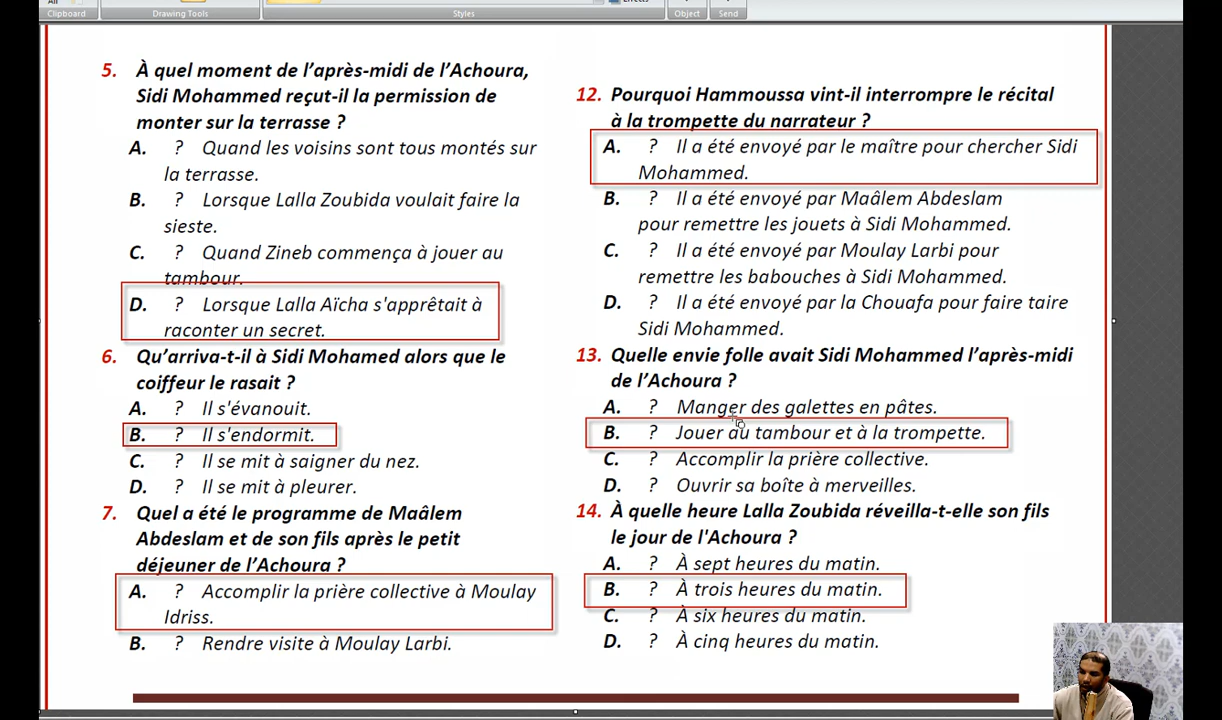 Clipboard
Drawing Tools
Styles
Object
Send
5. À quel moment de l'après-midi de l'Achoura,
Sidi Mohammed reçut-il la permission de
monter sur la terrasse ?
A. ? Quand les voisins sont tous montés sur
la terrasse.
B. ? Lorsque Lalla Zoubida voulait faire la
sieste.
C. ? Quand Zineb commença à jouer au
tambour.
D. ? Lorsque Lalla Aïcha s'apprêtait à
raconter un secret.
6. Qu'arriva-t-il à Sidi Mohamed alors que le
coiffeur le rasait ?
A. ? Il s'évanouit.
B. ? Il s'endormit.
C. ? Il se mit à saigner du nez.
D. ? Il se mit à pleurer.
7. Quel a été le programme de Maâlem
Abdeslam et de son fils après le petit
déjeuner de l'Achoura ?
A. ? Accomplir la prière collective à Moulay
Idriss.
B. ? Rendre visite à Moulay Larbi.
12. Pourquoi Hammoussa vint-il interrompre le récital
à la trompette du narrateur ?
A. ? Il a été envoyé par le maître pour chercher Sidi
Mohammed.
B. ? Il a été envoyé par Maâlem Abdeslam
pour remettre les jouets à Sidi Mohammed.
C. ? Il a été envoyé par Moulay Larbi pour
remettre les babouches à Sidi Mohammed.
D. ? Il a été envoyé par la Chouafa pour faire taire
Sidi Mohammed.
13. Quelle envie folle avait Sidi Mohammed l'après-midi
de l'Achoura ?
A. ? Manger des galettes en pâtes.
B. ? Jouer au tambour et à la trompette.
C. ? Accomplir la prière collective.
D. ? Ouvrir sa boîte à merveilles.
14. À quelle heure Lalla Zoubida réveilla-t-elle son fils
le jour de l'Achoura ?
A. ? À sept heures du matin.
B. ? À trois heures du matin.
C. ? À six heures du matin.
D. ? À cinq heures du matin.